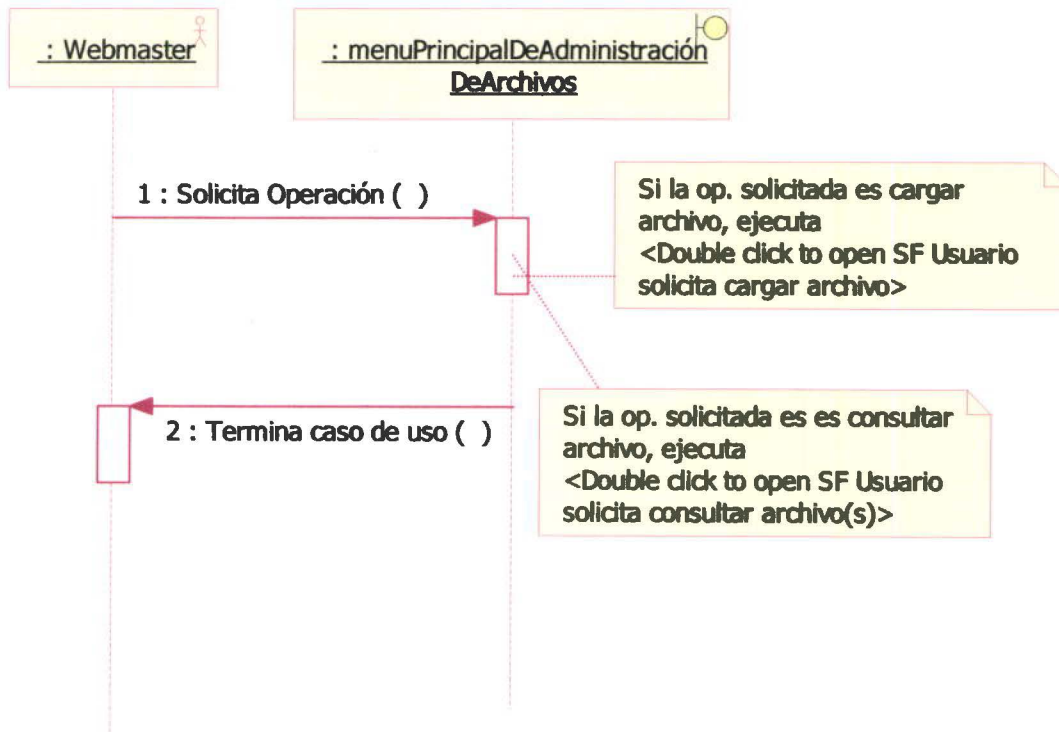 : Webmaster
: menuPrincipalDeAdministración
DeArchivos
1 : Solicita Operación ( )
Si la op. solicitada es cargar
archivo, ejecuta
<Double click to open SF Usuario
solicita cargar archivo>
2 : Termina caso de uso ( )
Si la op. solicitada es es consultar
archivo, ejecuta
<Double click to open SF Usuario
solicita consultar archivo(s)>